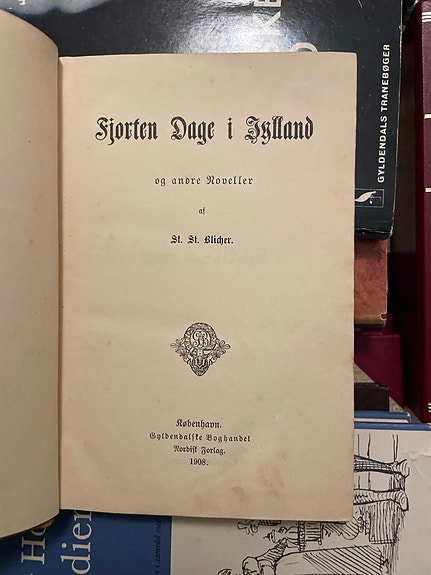 Fjorten Dage i Jylland
og andre Noveller
af
St. St. Blicher.
København.
Gyldendalske Boghandel
Nordisk Forlag.
1908.
GYLDENDALS TRANEBØGER